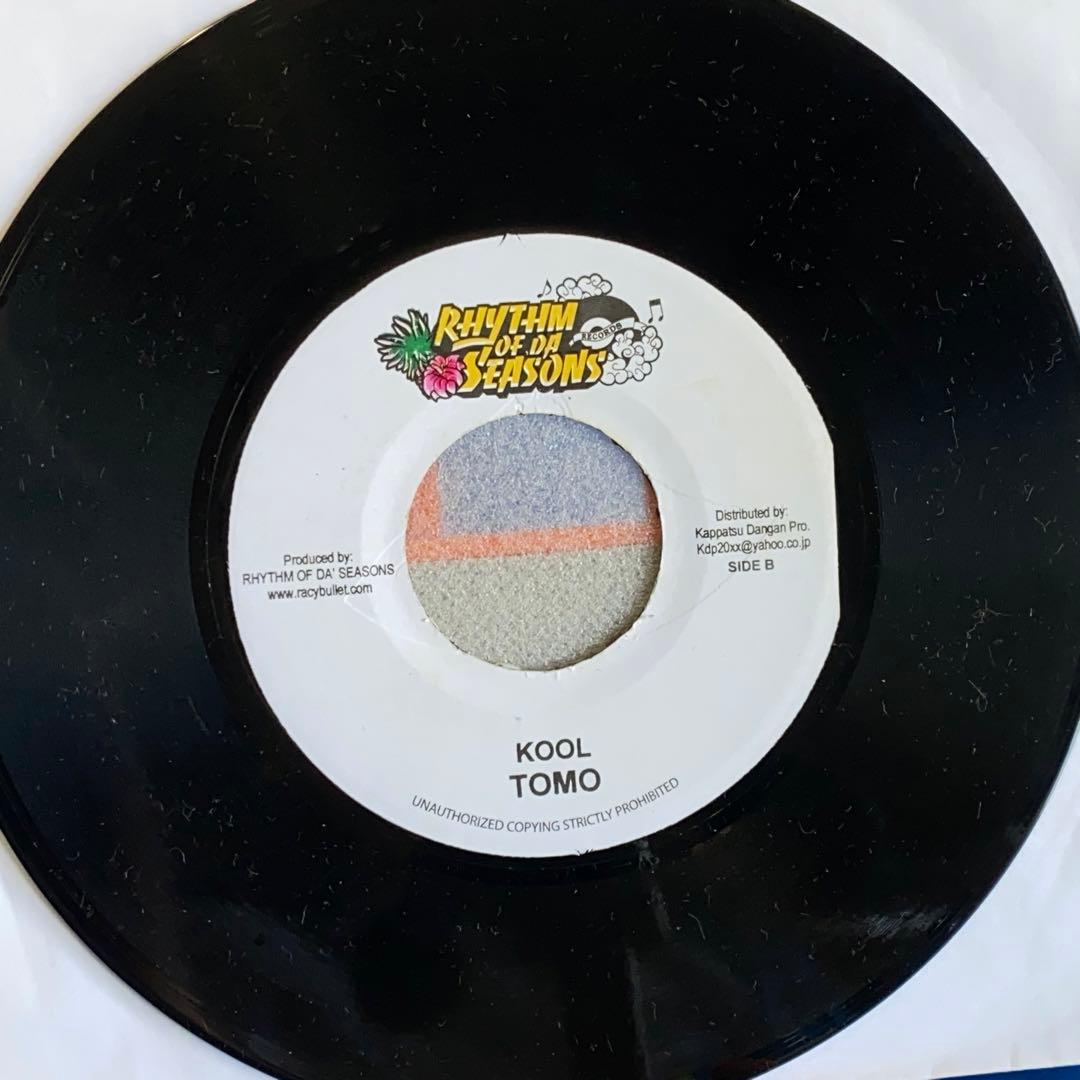 RHYTHM
OF DA
SEASONS
RECORDS
Produced by:
RHYTHM OF DA' SEASONS
www.racybullet.com
Distributed by:
Kappatsu Dangan Pro.
Kdp20xx@yahoo.co.jp
SIDE B
KOOL
TOMO
UNAUTHORIZED COPYING STRICTLY PROHIBITED